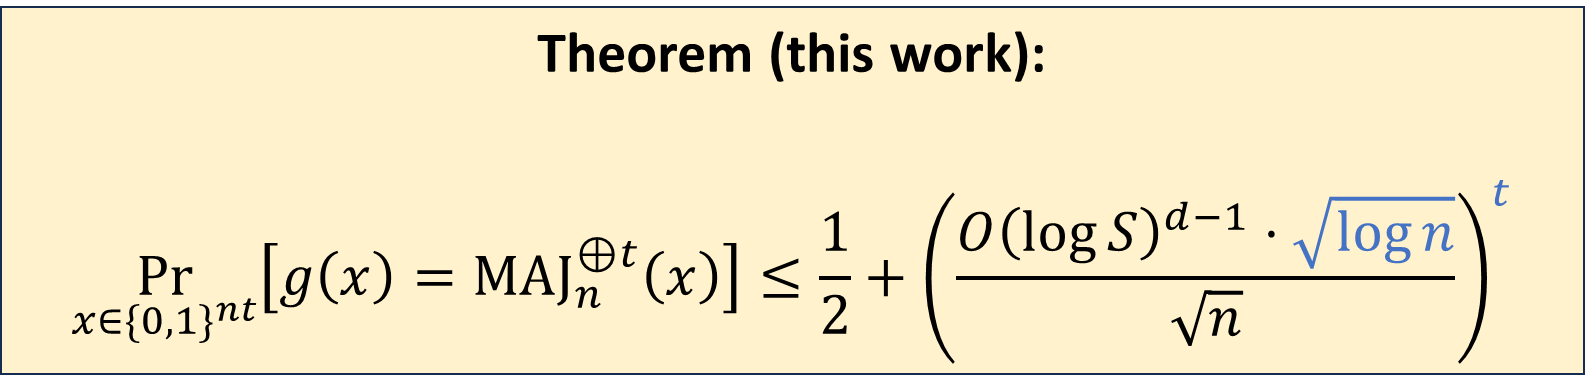 Theorem (this work):
Pr_{x∈{0,1}^{nt}}[g(x) = MAJ_n^{⊕t}(x)] ≤ 1/2 + (O(log S)^{d−1} · √(log n) / √n)^t